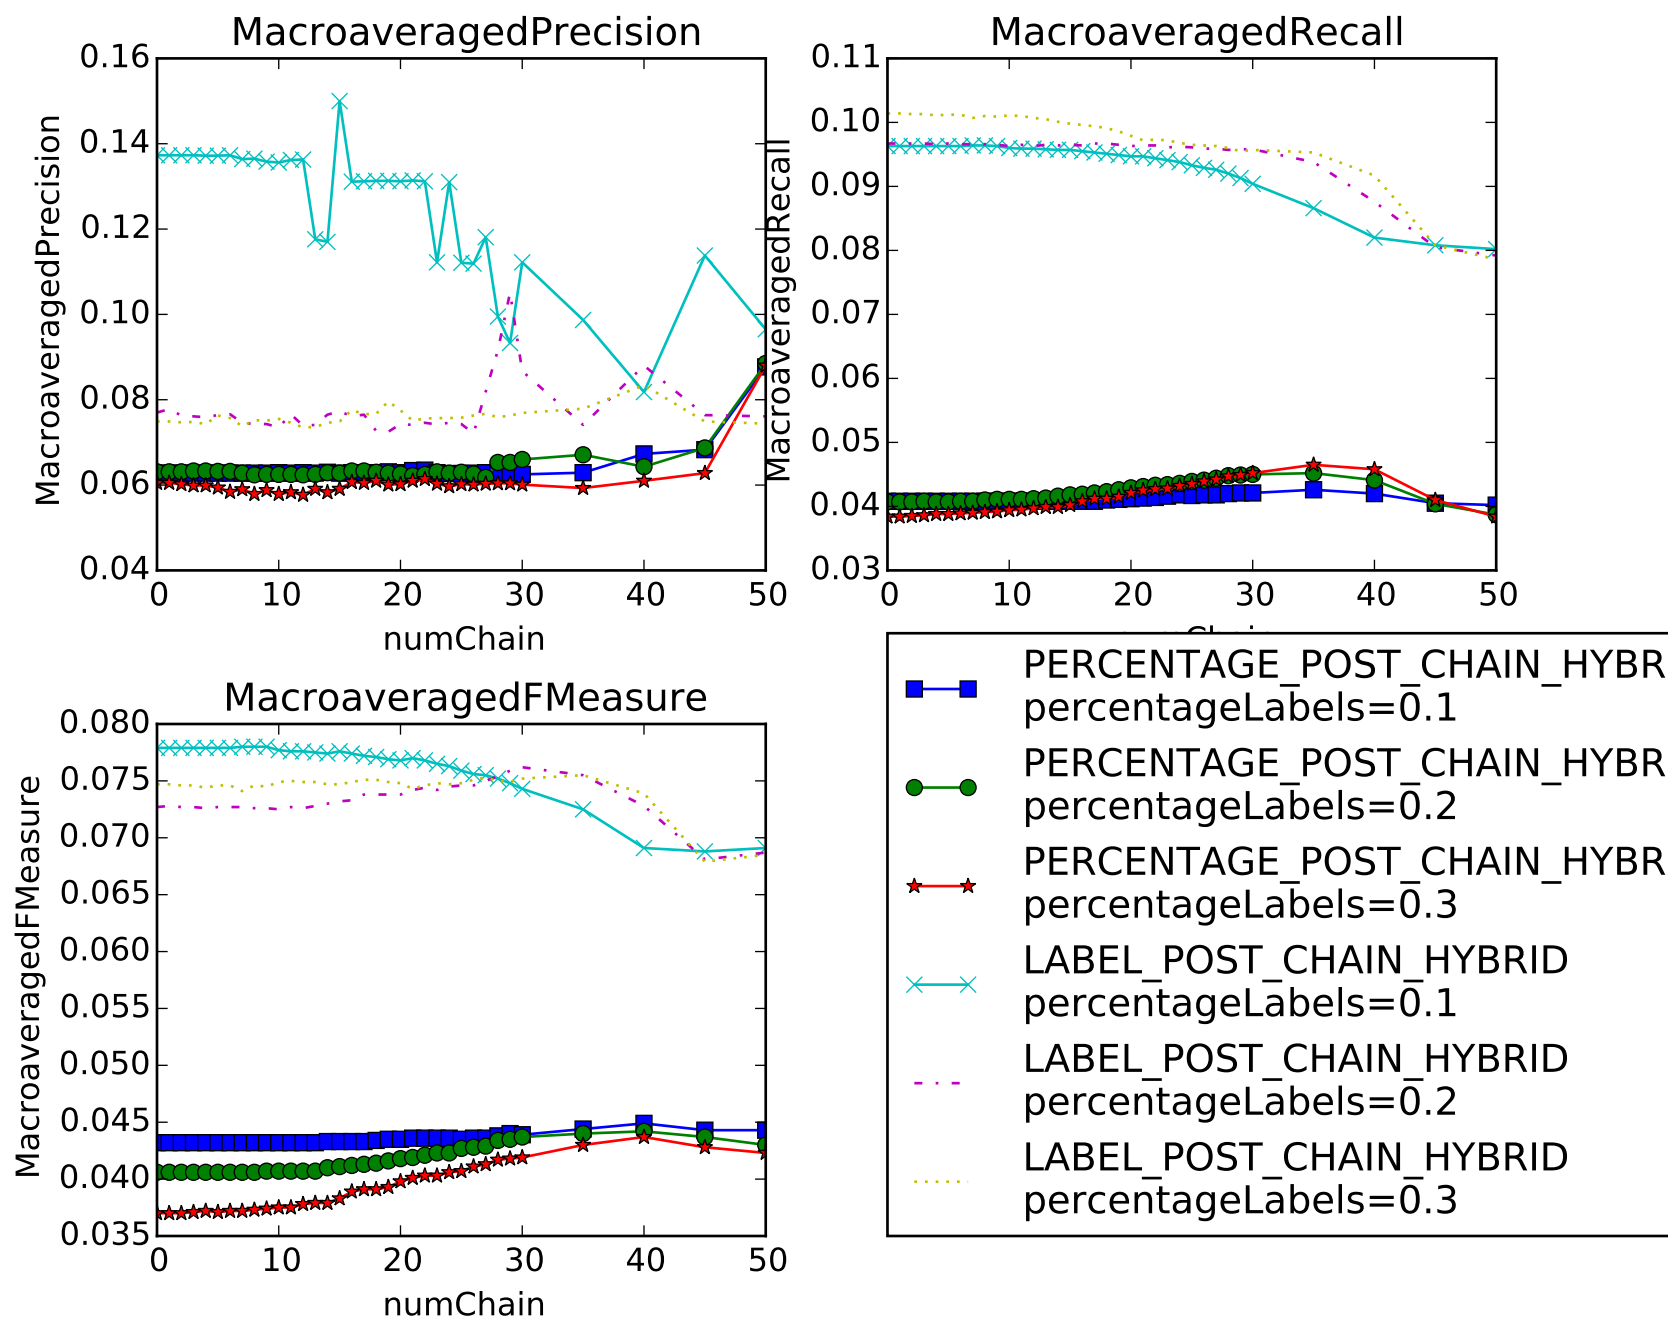 MacroaveragedPrecision
MacroaveragedPrecision
0.16
0.14
0.12
0.10
0.08
0.06
0.04
0 10 20 30 40 50
numChain
MacroaveragedRecall
MacroaveragedRecall
0.11
0.10
0.09
0.08
0.07
0.06
0.05
0.04
0.03
0 10 20 30 40 50
MacroaveragedFMeasure
MacroaveragedFMeasure
0.080
0.075
0.070
0.065
0.060
0.055
0.050
0.045
0.040
0.035
0 10 20 30 40 50
numChain
PERCENTAGE_POST_CHAIN_HYBR
percentageLabels=0.1
PERCENTAGE_POST_CHAIN_HYBR
percentageLabels=0.2
PERCENTAGE_POST_CHAIN_HYBR
percentageLabels=0.3
LABEL_POST_CHAIN_HYBRID
percentageLabels=0.1
LABEL_POST_CHAIN_HYBRID
percentageLabels=0.2
LABEL_POST_CHAIN_HYBRID
percentageLabels=0.3